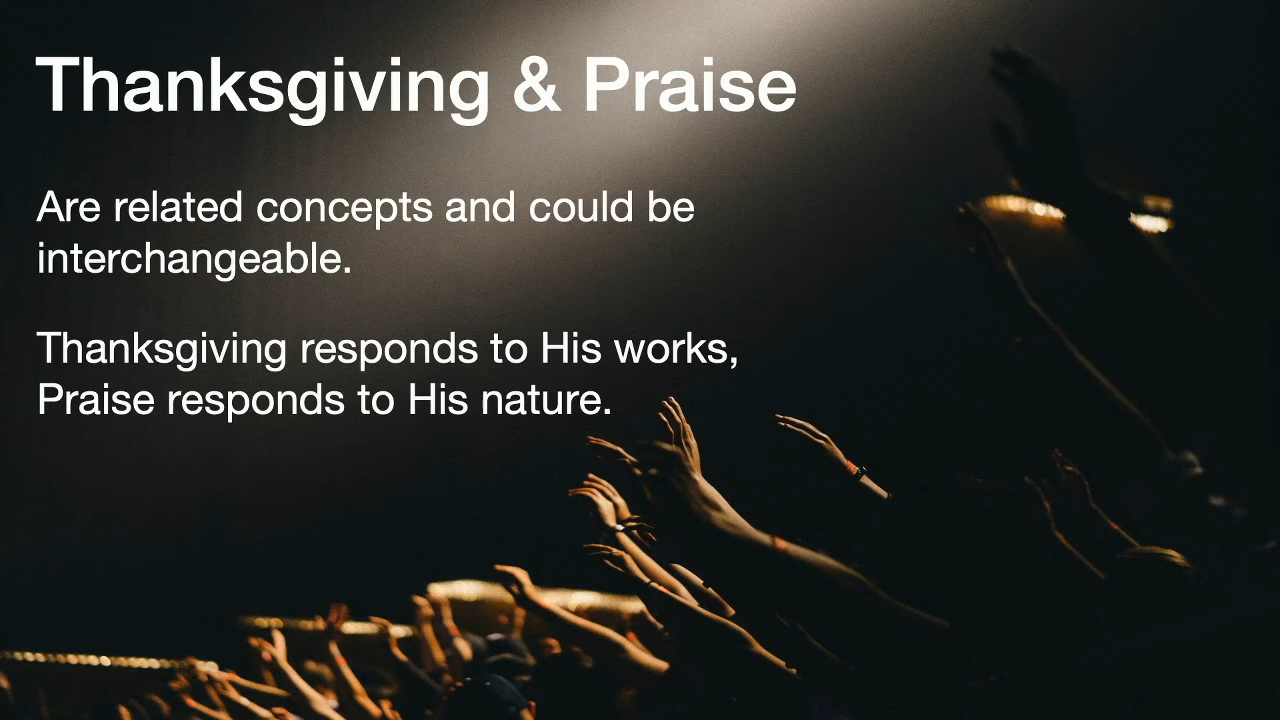 Thanksgiving & Praise
Are related concepts and could be
interchangeable.
Thanksgiving responds to His works,
Praise responds to His nature.